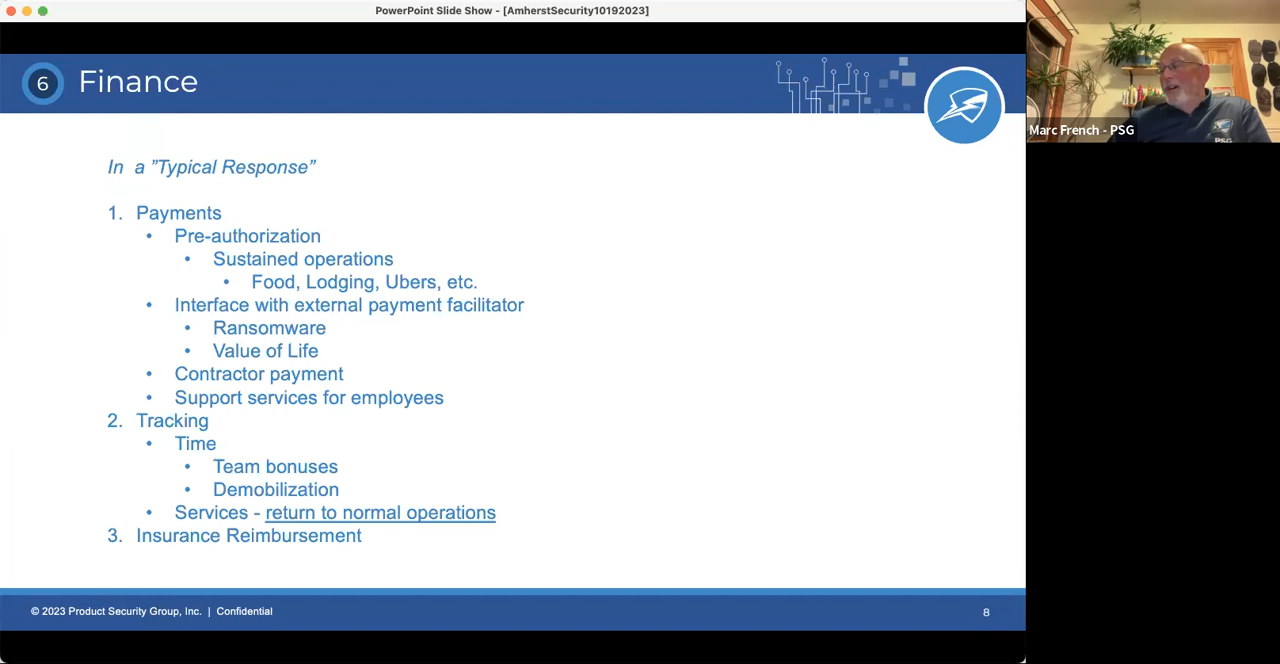 PowerPoint Slide Show - [AmherstSecurity10192023]
6 Finance
Marc French - PSG
PSG
In a ”Typical Response”
1. Payments
• Pre-authorization
• Sustained operations
• Food, Lodging, Ubers, etc.
• Interface with external payment facilitator
• Ransomware
• Value of Life
• Contractor payment
• Support services for employees
2. Tracking
• Time
• Team bonuses
• Demobilization
• Services - return to normal operations
3. Insurance Reimbursement
© 2023 Product Security Group, Inc. | Confidential
8